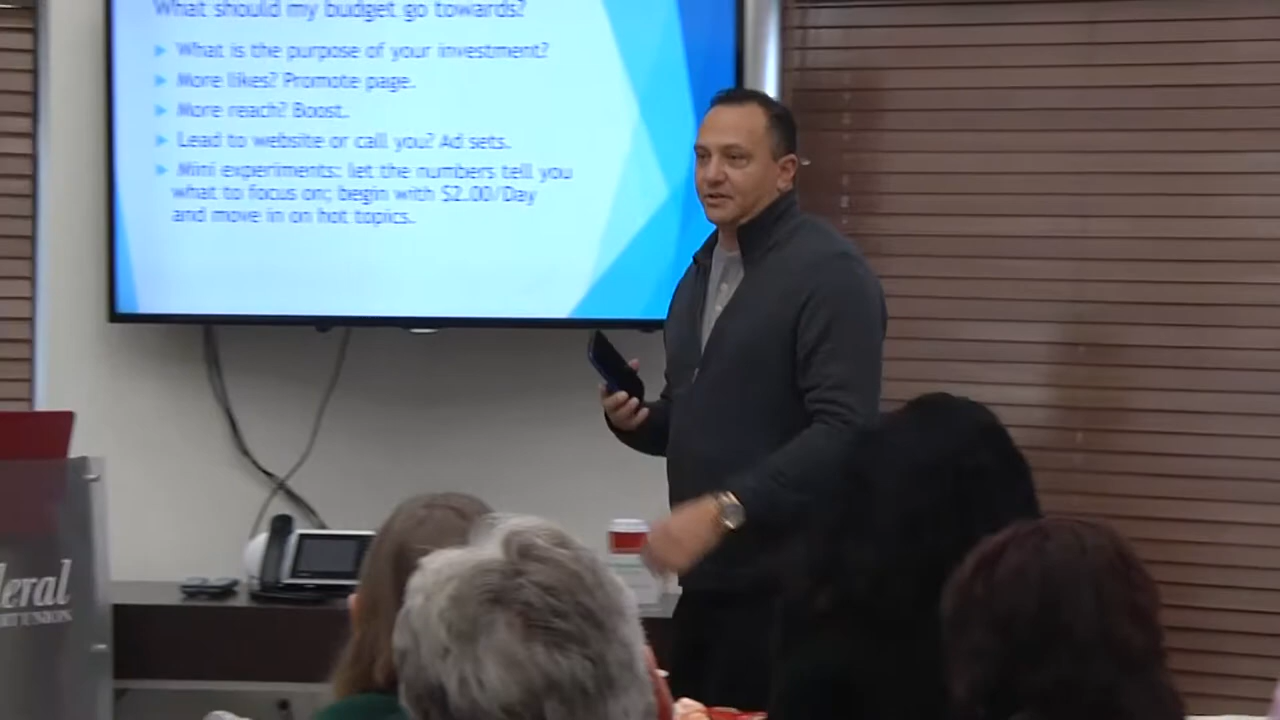 What should my budget go towards?
What is the purpose of your investment?
More likes? Promote page.
More reach? Boost.
Lead to website or call you? Ad sets.
Mini experiments: let the numbers tell you
what to focus on; begin with $2.00/Day
and move in on hot topics.
deral
UNION